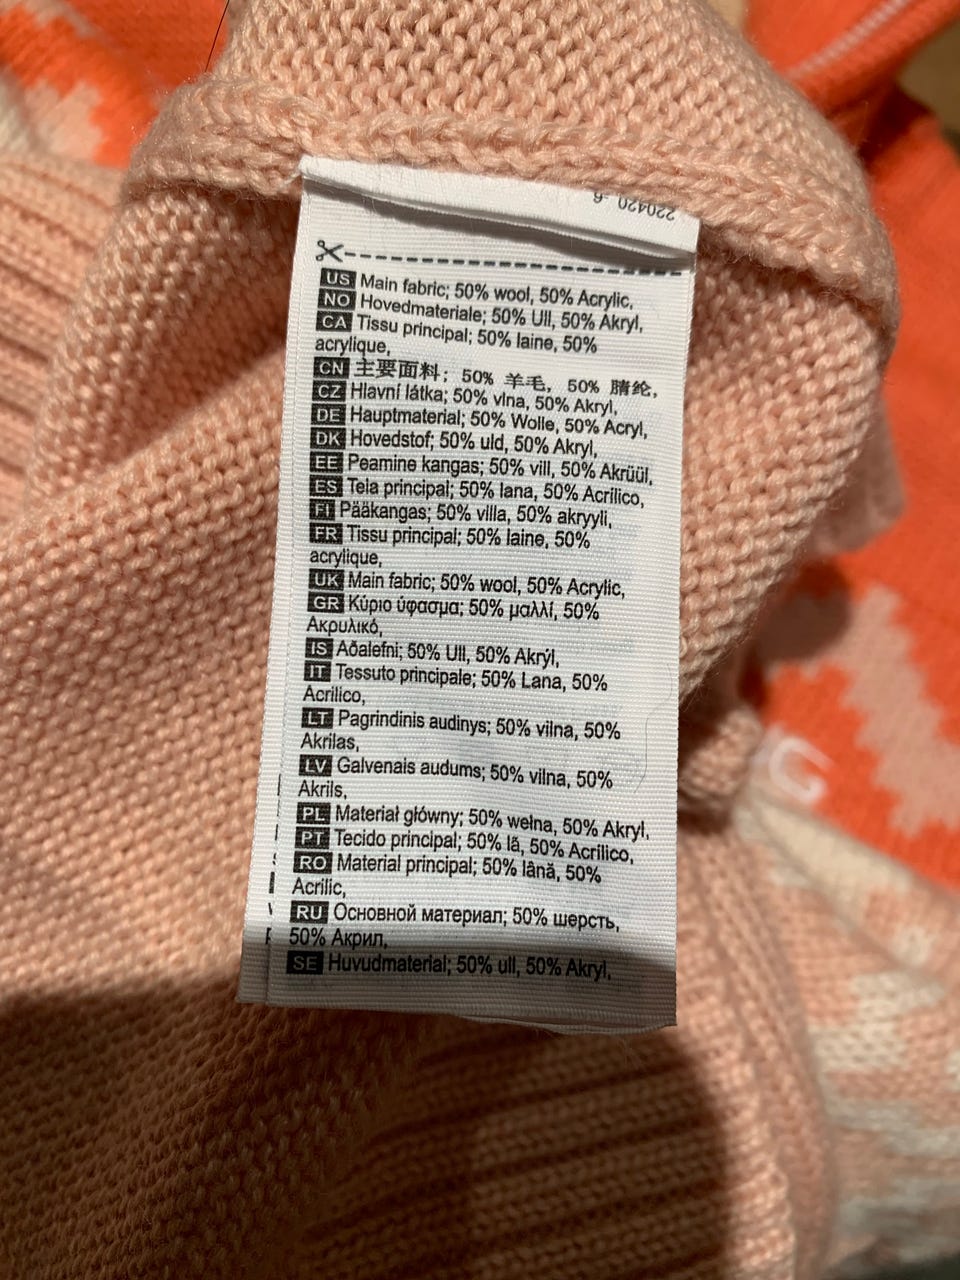 220420 -6
US Main fabric; 50% wool, 50% Acrylic,
NO Hovedmateriale; 50% Ull, 50% Akryl,
CA Tissu principal; 50% laine, 50%
acrylique,
CN 主要面料; 50% 羊毛, 50% 腈纶,
CZ Hlavní látka; 50% vlna, 50% Akryl,
DE Hauptmaterial; 50% Wolle, 50% Acryl,
DK Hovedstof; 50% uld, 50% Akryl,
EE Peamine kangas; 50% vill, 50% Akrüül,
ES Tela principal; 50% lana, 50% Acrílico,
FI Pääkangas; 50% villa, 50% akryyli,
FR Tissu principal; 50% laine, 50%
acrylique,
UK Main fabric; 50% wool, 50% Acrylic,
GR Κύριο ύφασμα; 50% μαλλί, 50%
Ακρυλικό,
IS Aðalefni; 50% Ull, 50% Akrýl,
IT Tessuto principale; 50% Lana, 50%
Acrilico,
LT Pagrindinis audinys; 50% vilna, 50%
Akrilas,
LV Galvenais audums; 50% vilna, 50%
Akrils,
PL Materiał główny; 50% wełna, 50% Akryl,
PT Tecido principal; 50% lã, 50% Acrílico,
RO Material principal; 50% lână, 50%
Acrilic,
RU Основной материал; 50% шерсть,
50% Акрил,
SE Huvudmaterial; 50% ull, 50% Akryl,